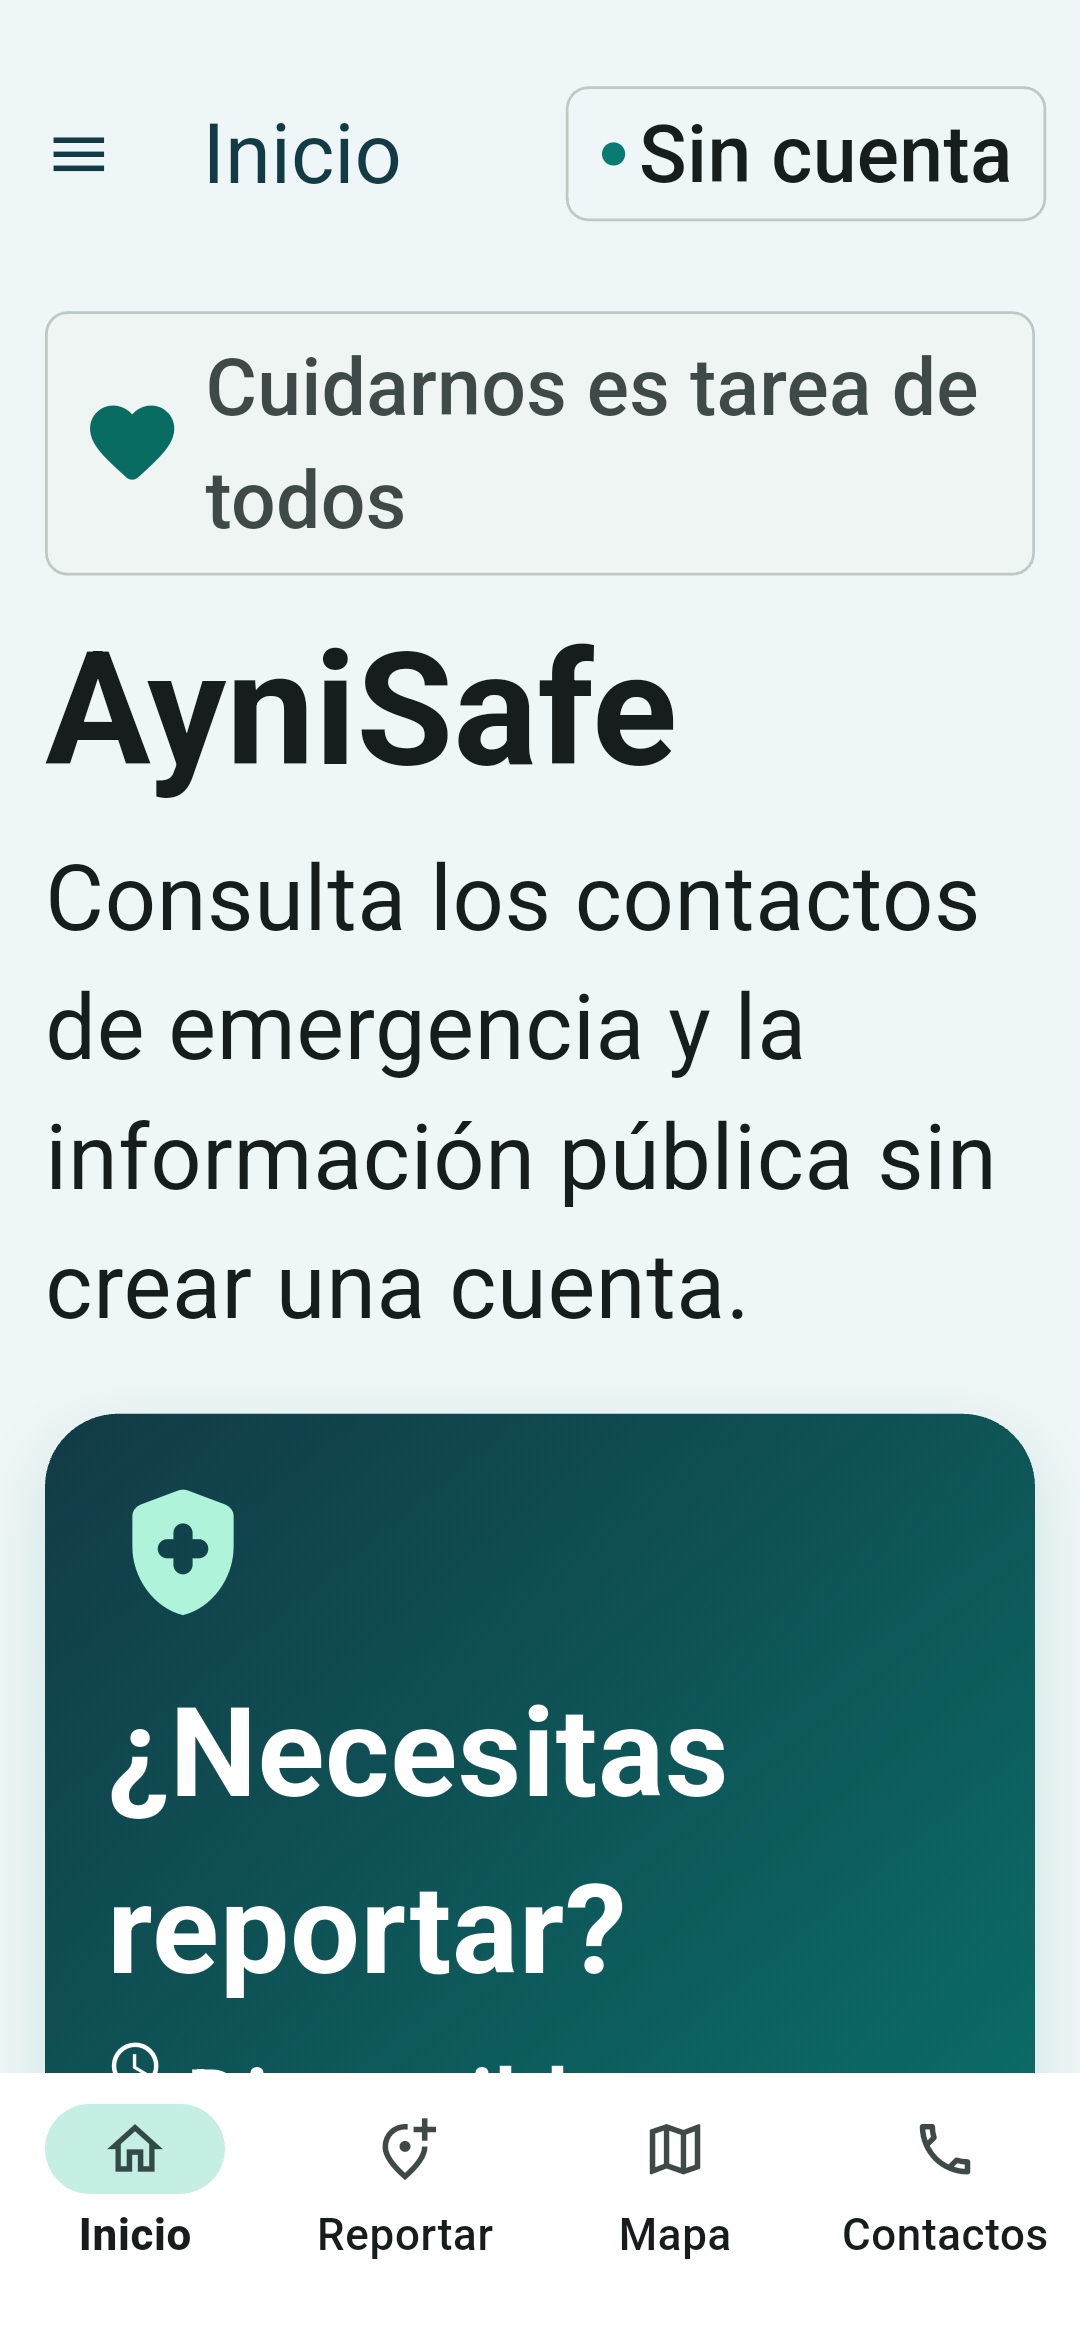 Inicio
Sin cuenta
Cuidarnos es tarea de
todos
AyniSafe
Consulta los contactos
de emergencia y la
información pública sin
crear una cuenta.
¿Necesitas
reportar?
Inicio
Reportar
Mapa
Contactos